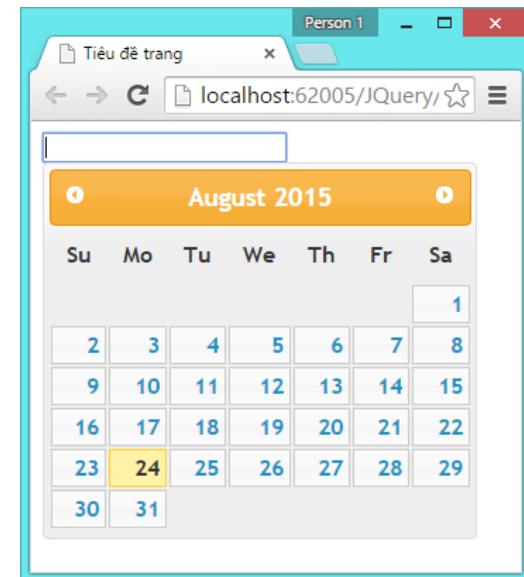 Person 1
Tiêu đề trang
localhost:62005/JQuery/
August 2015
Su Mo Tu We Th Fr Sa
1
2 3 4 5 6 7 8
9 10 11 12 13 14 15
16 17 18 19 20 21 22
23 24 25 26 27 28 29
30 31